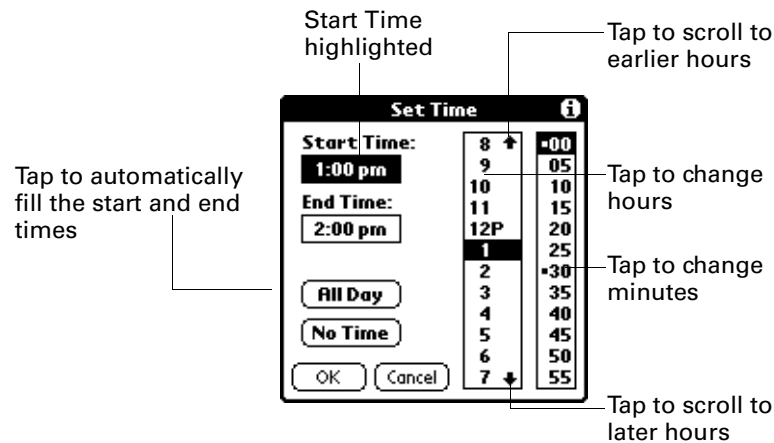 Start Time
highlighted
Tap to scroll to
earlier hours
Set Time
i
Start Time:
1:00 pm
End Time:
2:00 pm
All Day
No Time
OK
Cancel
8
9
10
11
12P
1
2
3
4
5
6
7
00
05
10
15
20
25
30
35
40
45
50
55
Tap to automatically
fill the start and end
times
Tap to change
hours
Tap to change
minutes
Tap to scroll to
later hours